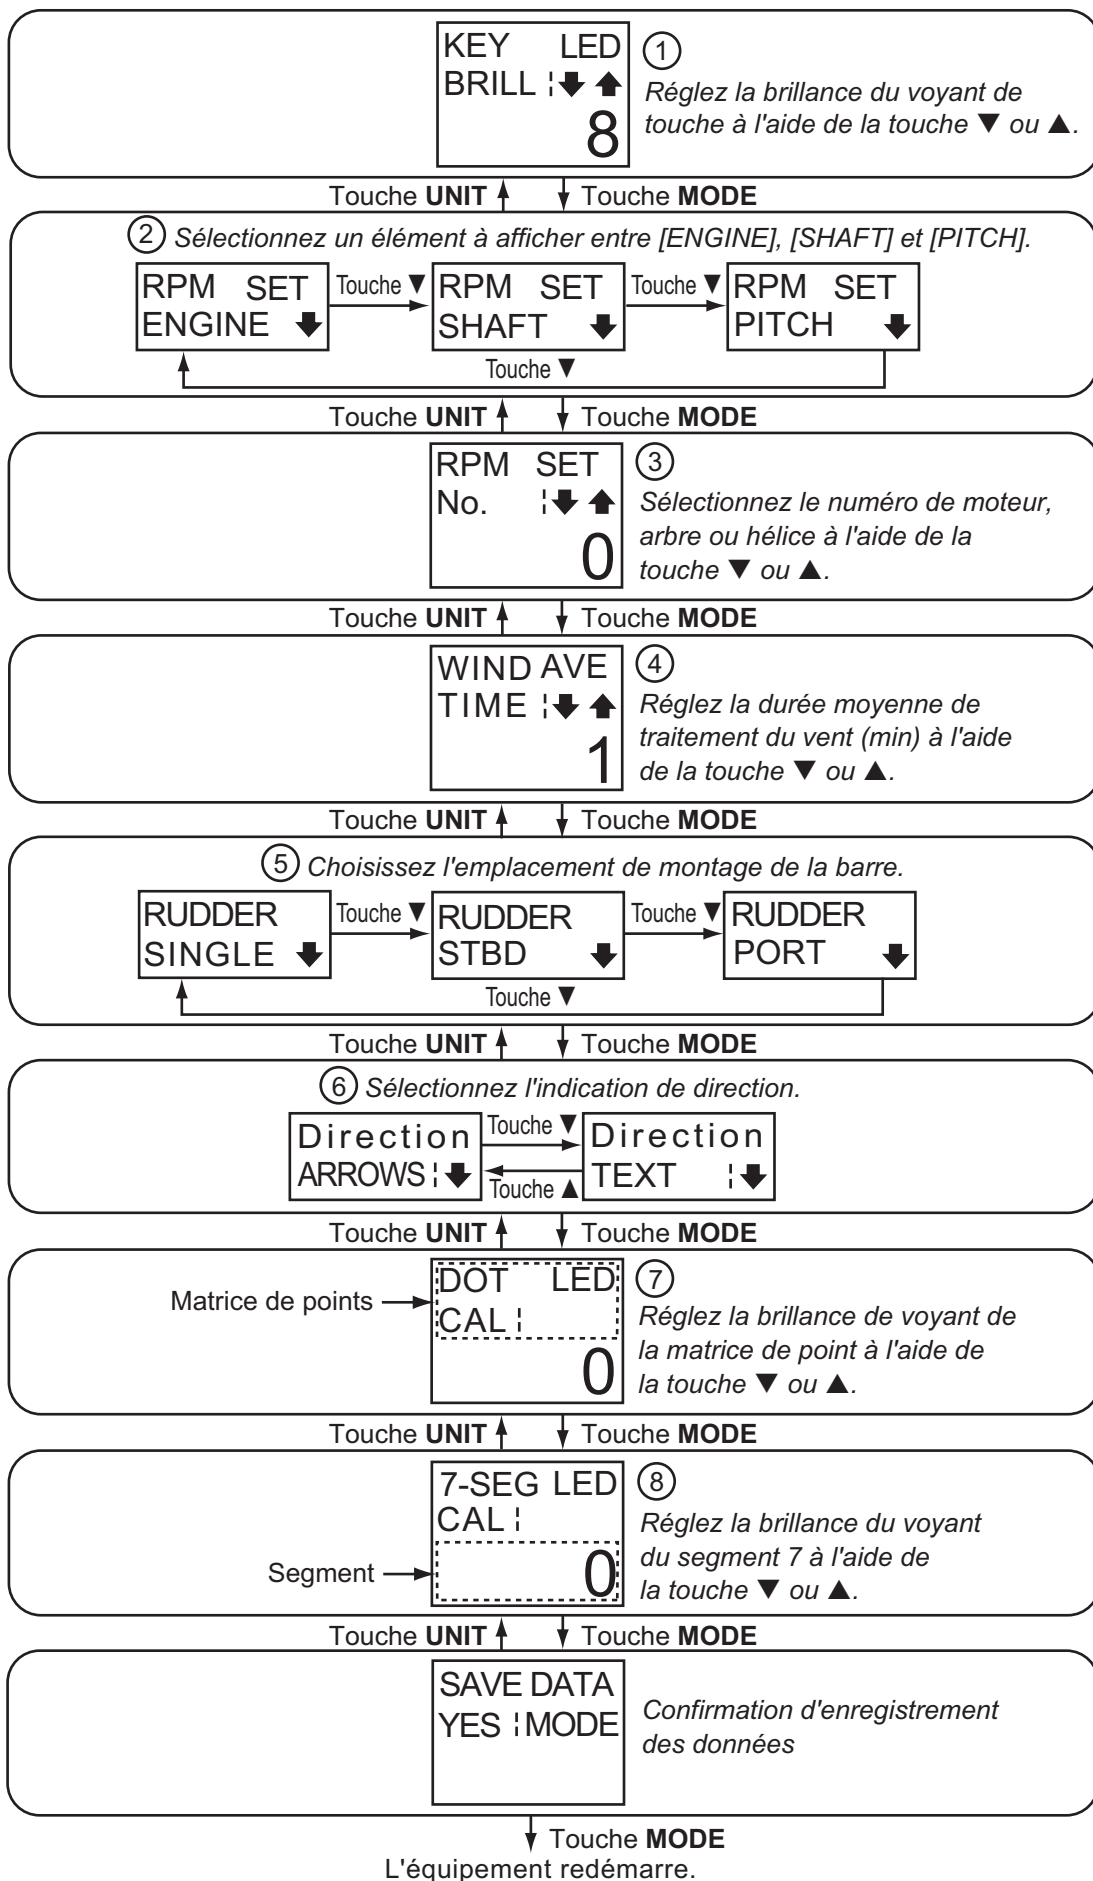 KEY LED
BRILL ¦🡇 🡅
8
①
Réglez la brillance du voyant de
touche à l'aide de la touche ▼ ou ▲.
Touche UNIT Touche MODE
② Sélectionnez un élément à afficher entre [ENGINE], [SHAFT] et [PITCH].
RPM SET
ENGINE 🡇
Touche ▼
RPM SET
SHAFT 🡇
Touche ▼
RPM SET
PITCH 🡇
Touche ▼
Touche UNIT Touche MODE
RPM SET
No. ¦🡇 🡅
0
③
Sélectionnez le numéro de moteur,
arbre ou hélice à l'aide de la
touche ▼ ou ▲.
Touche UNIT Touche MODE
WIND AVE
TIME ¦🡇 🡅
1
④
Réglez la durée moyenne de
traitement du vent (min) à l'aide
de la touche ▼ ou ▲.
Touche UNIT Touche MODE
⑤ Choisissez l'emplacement de montage de la barre.
RUDDER
SINGLE 🡇
Touche ▼
RUDDER
STBD 🡇
Touche ▼
RUDDER
PORT 🡇
Touche ▼
Touche UNIT Touche MODE
⑥ Sélectionnez l'indication de direction.
Direction
ARROWS ¦🡇
Touche ▼
Touche ▲
Direction
TEXT ¦🡇
Touche UNIT Touche MODE
Matrice de points
DOT LED
CAL ¦
0
⑦
Réglez la brillance de voyant de
la matrice de point à l'aide de
la touche ▼ ou ▲.
Touche UNIT Touche MODE
7-SEG LED
CAL ¦
0
Segment
⑧
Réglez la brillance du voyant
du segment 7 à l'aide de
la touche ▼ ou ▲.
Touche UNIT Touche MODE
SAVE DATA
YES ¦MODE
Confirmation d'enregistrement
des données
Touche MODE
L'équipement redémarre.